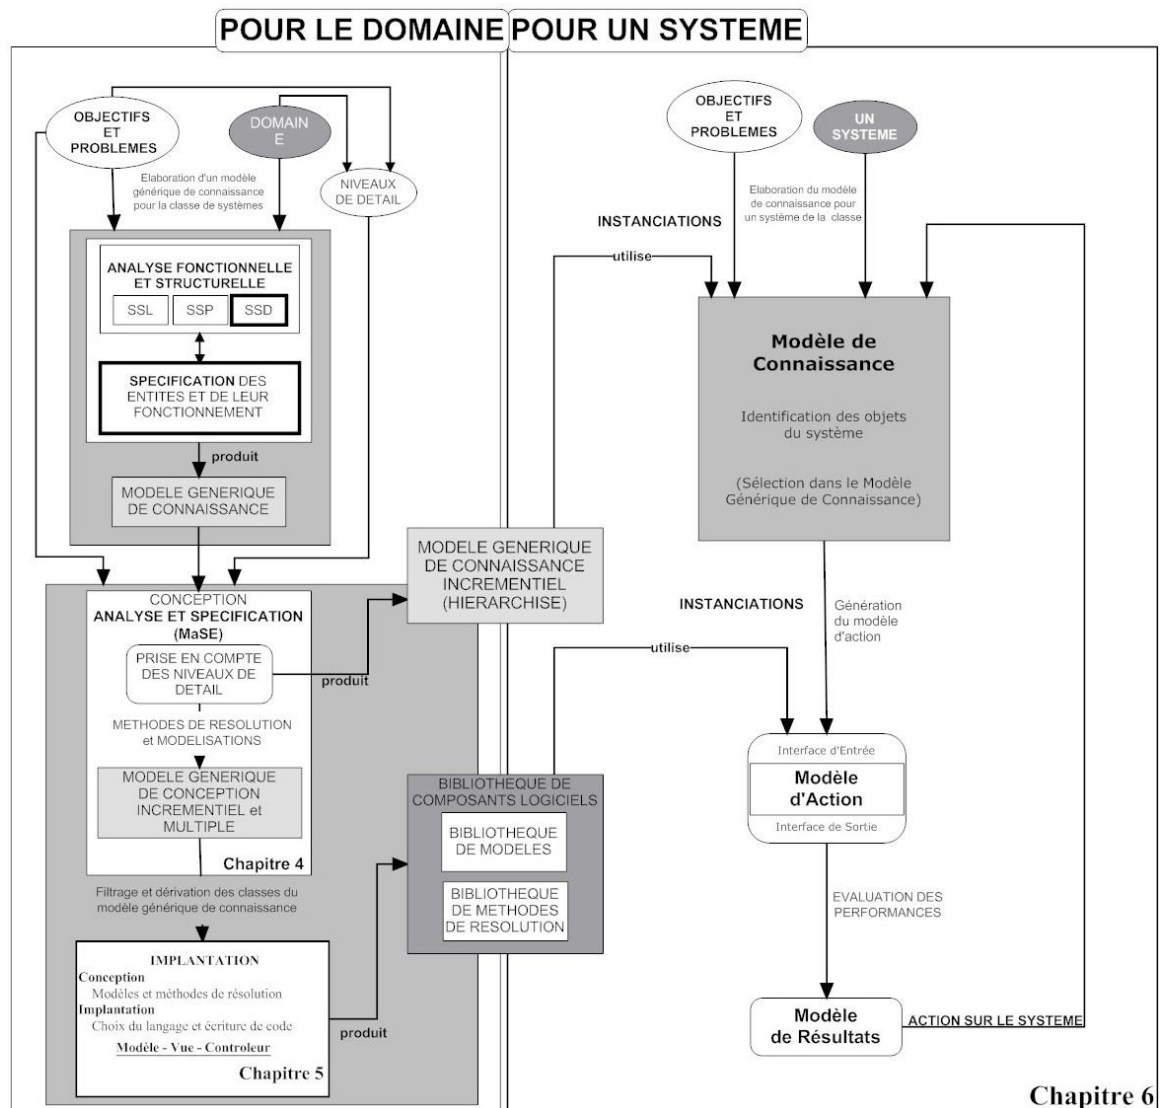 POUR LE DOMAINE
POUR UN SYSTEME
OBJECTIFS
ET
PROBLEMES
DOMAIN
E
NIVEAUX
DE DETAIL
Elaboration d'un modèle
générique de connaissance
pour la classe de systèmes
ANALYSE FONCTIONNELLE
ET STRUCTURELLE
SSL
SSP
SSD
SPECIFICATION DES
ENTITES ET DE LEUR
FONCTIONNEMENT
produit
MODELE GENERIQUE
DE CONNAISSANCE
CONCEPTION
ANALYSE ET SPECIFICATION
(MaSE)
PRISE EN COMPTE
DES NIVEAUX DE
DETAIL
produit
METHODES DE RESOLUTION
et MODELISATIONS
MODELE GENERIQUE
DE CONCEPTION
INCREMENTIEL et
MULTIPLE
Chapitre 4
Filtrage et dérivation des classes du
modèle générique de connaissance
IMPLANTATION
Conception
Modèles et méthodes de résolution
Implantation
Choix du langage et écriture de code
Modèle - Vue - Controleur
Chapitre 5
produit
MODELE GENERIQUE
DE CONNAISSANCE
INCREMENTIEL
(HIERARCHISE)
BIBLIOTHEQUE DE
COMPOSANTS LOGICIELS
BIBLIOTHEQUE
DE MODELES
BIBLIOTHEQUE
DE METHODES
DE RESOLUTION
OBJECTIFS
ET
PROBLEMES
UN
SYSTEME
Elaboration du modèle
de connaissance pour
un système de la classe
INSTANCIATIONS
utilise
Modèle de
Connaissance
Identification des objets
du système
(Sélection dans le Modèle
Générique de Connaissance)
INSTANCIATIONS
Génération
du modèle
d'action
utilise
Interface d'Entrée
Modèle
d'Action
Interface de Sortie
EVALUATION DES
PERFORMANCES
Modèle
de Résultats
ACTION SUR LE SYSTEME
Chapitre 6